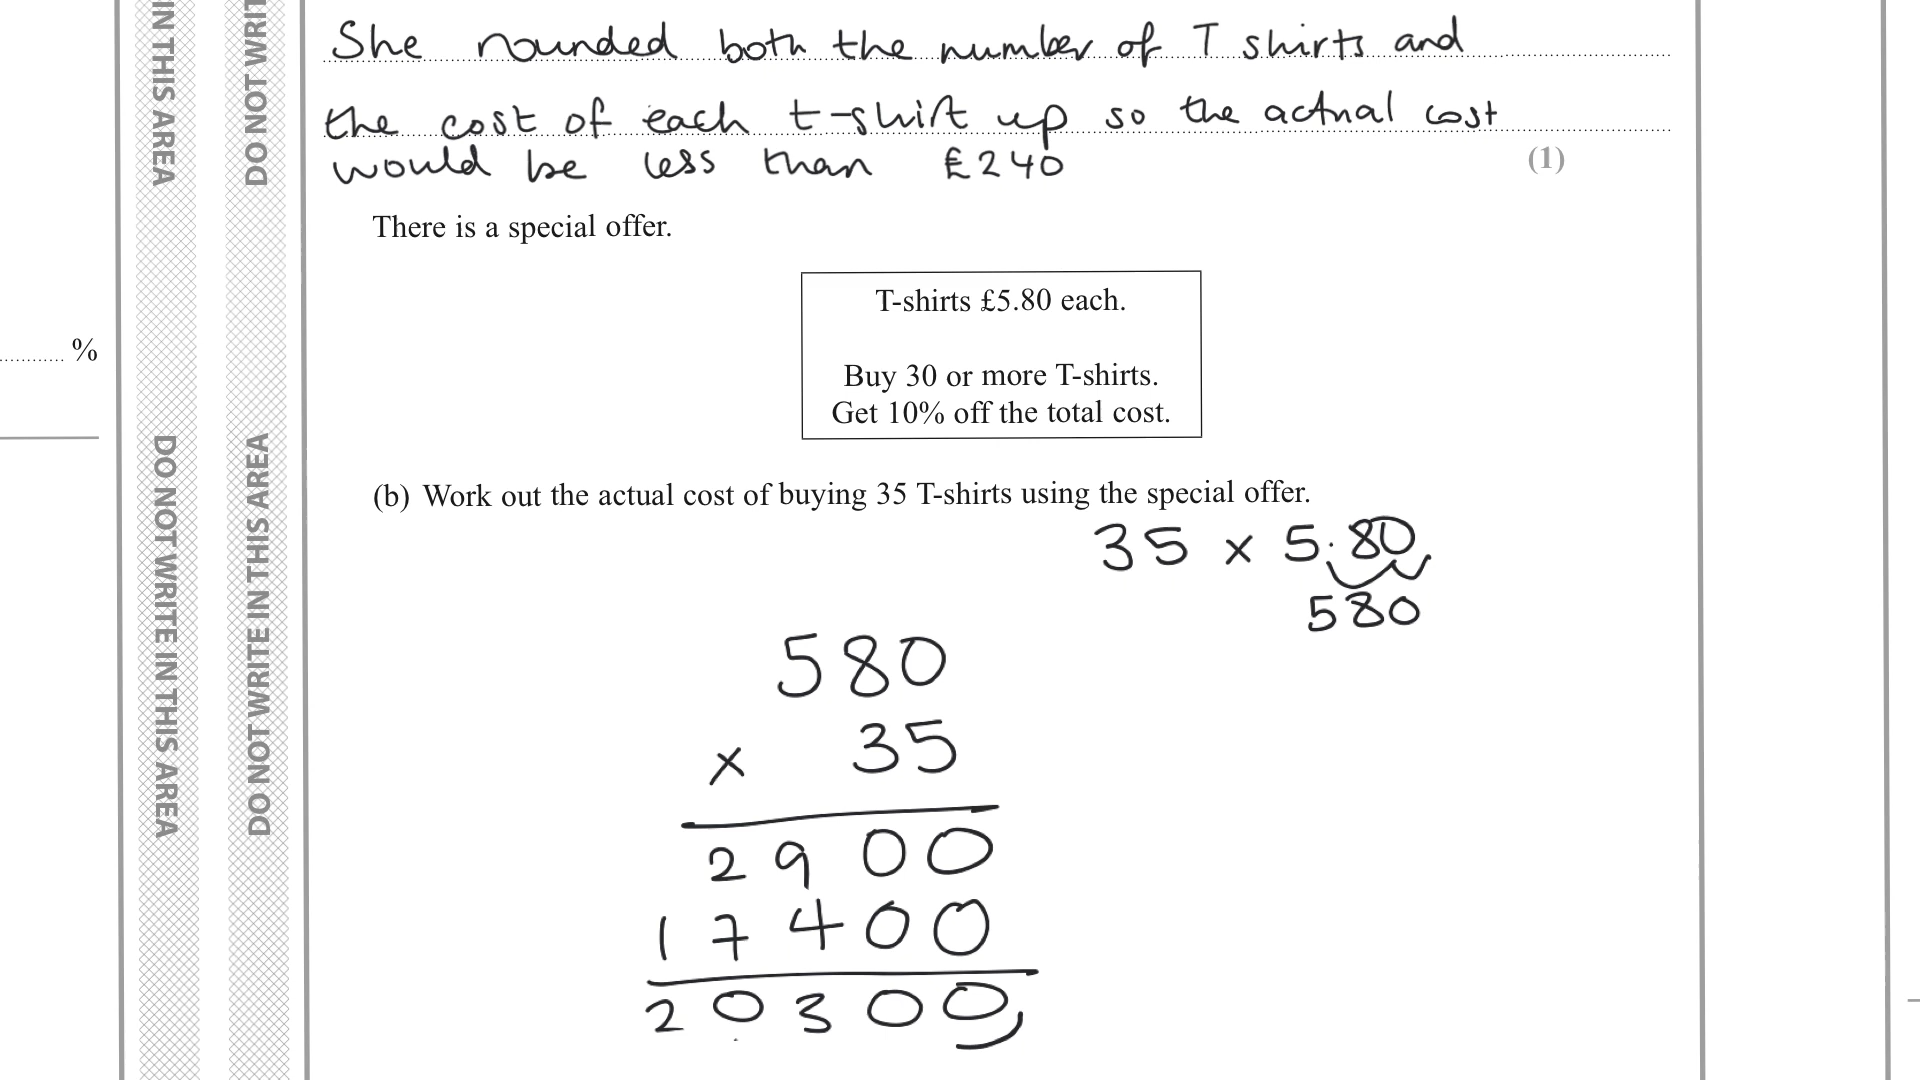 She rounded both the number of T shirts and
the cost of each t-shirt up so the actual cost
would be less than £240
(1)
There is a special offer.
T-shirts £5.80 each.
Buy 30 or more T-shirts.
Get 10% off the total cost.
%
(b) Work out the actual cost of buying 35 T-shirts using the special offer.
35 × 5.80
580
580
× 35
2900
17400
20300
IN THIS AREA
DO NOT WRITE IN THIS AREA
DO NOT WRIT
DO NOT WRITE IN THIS AREA